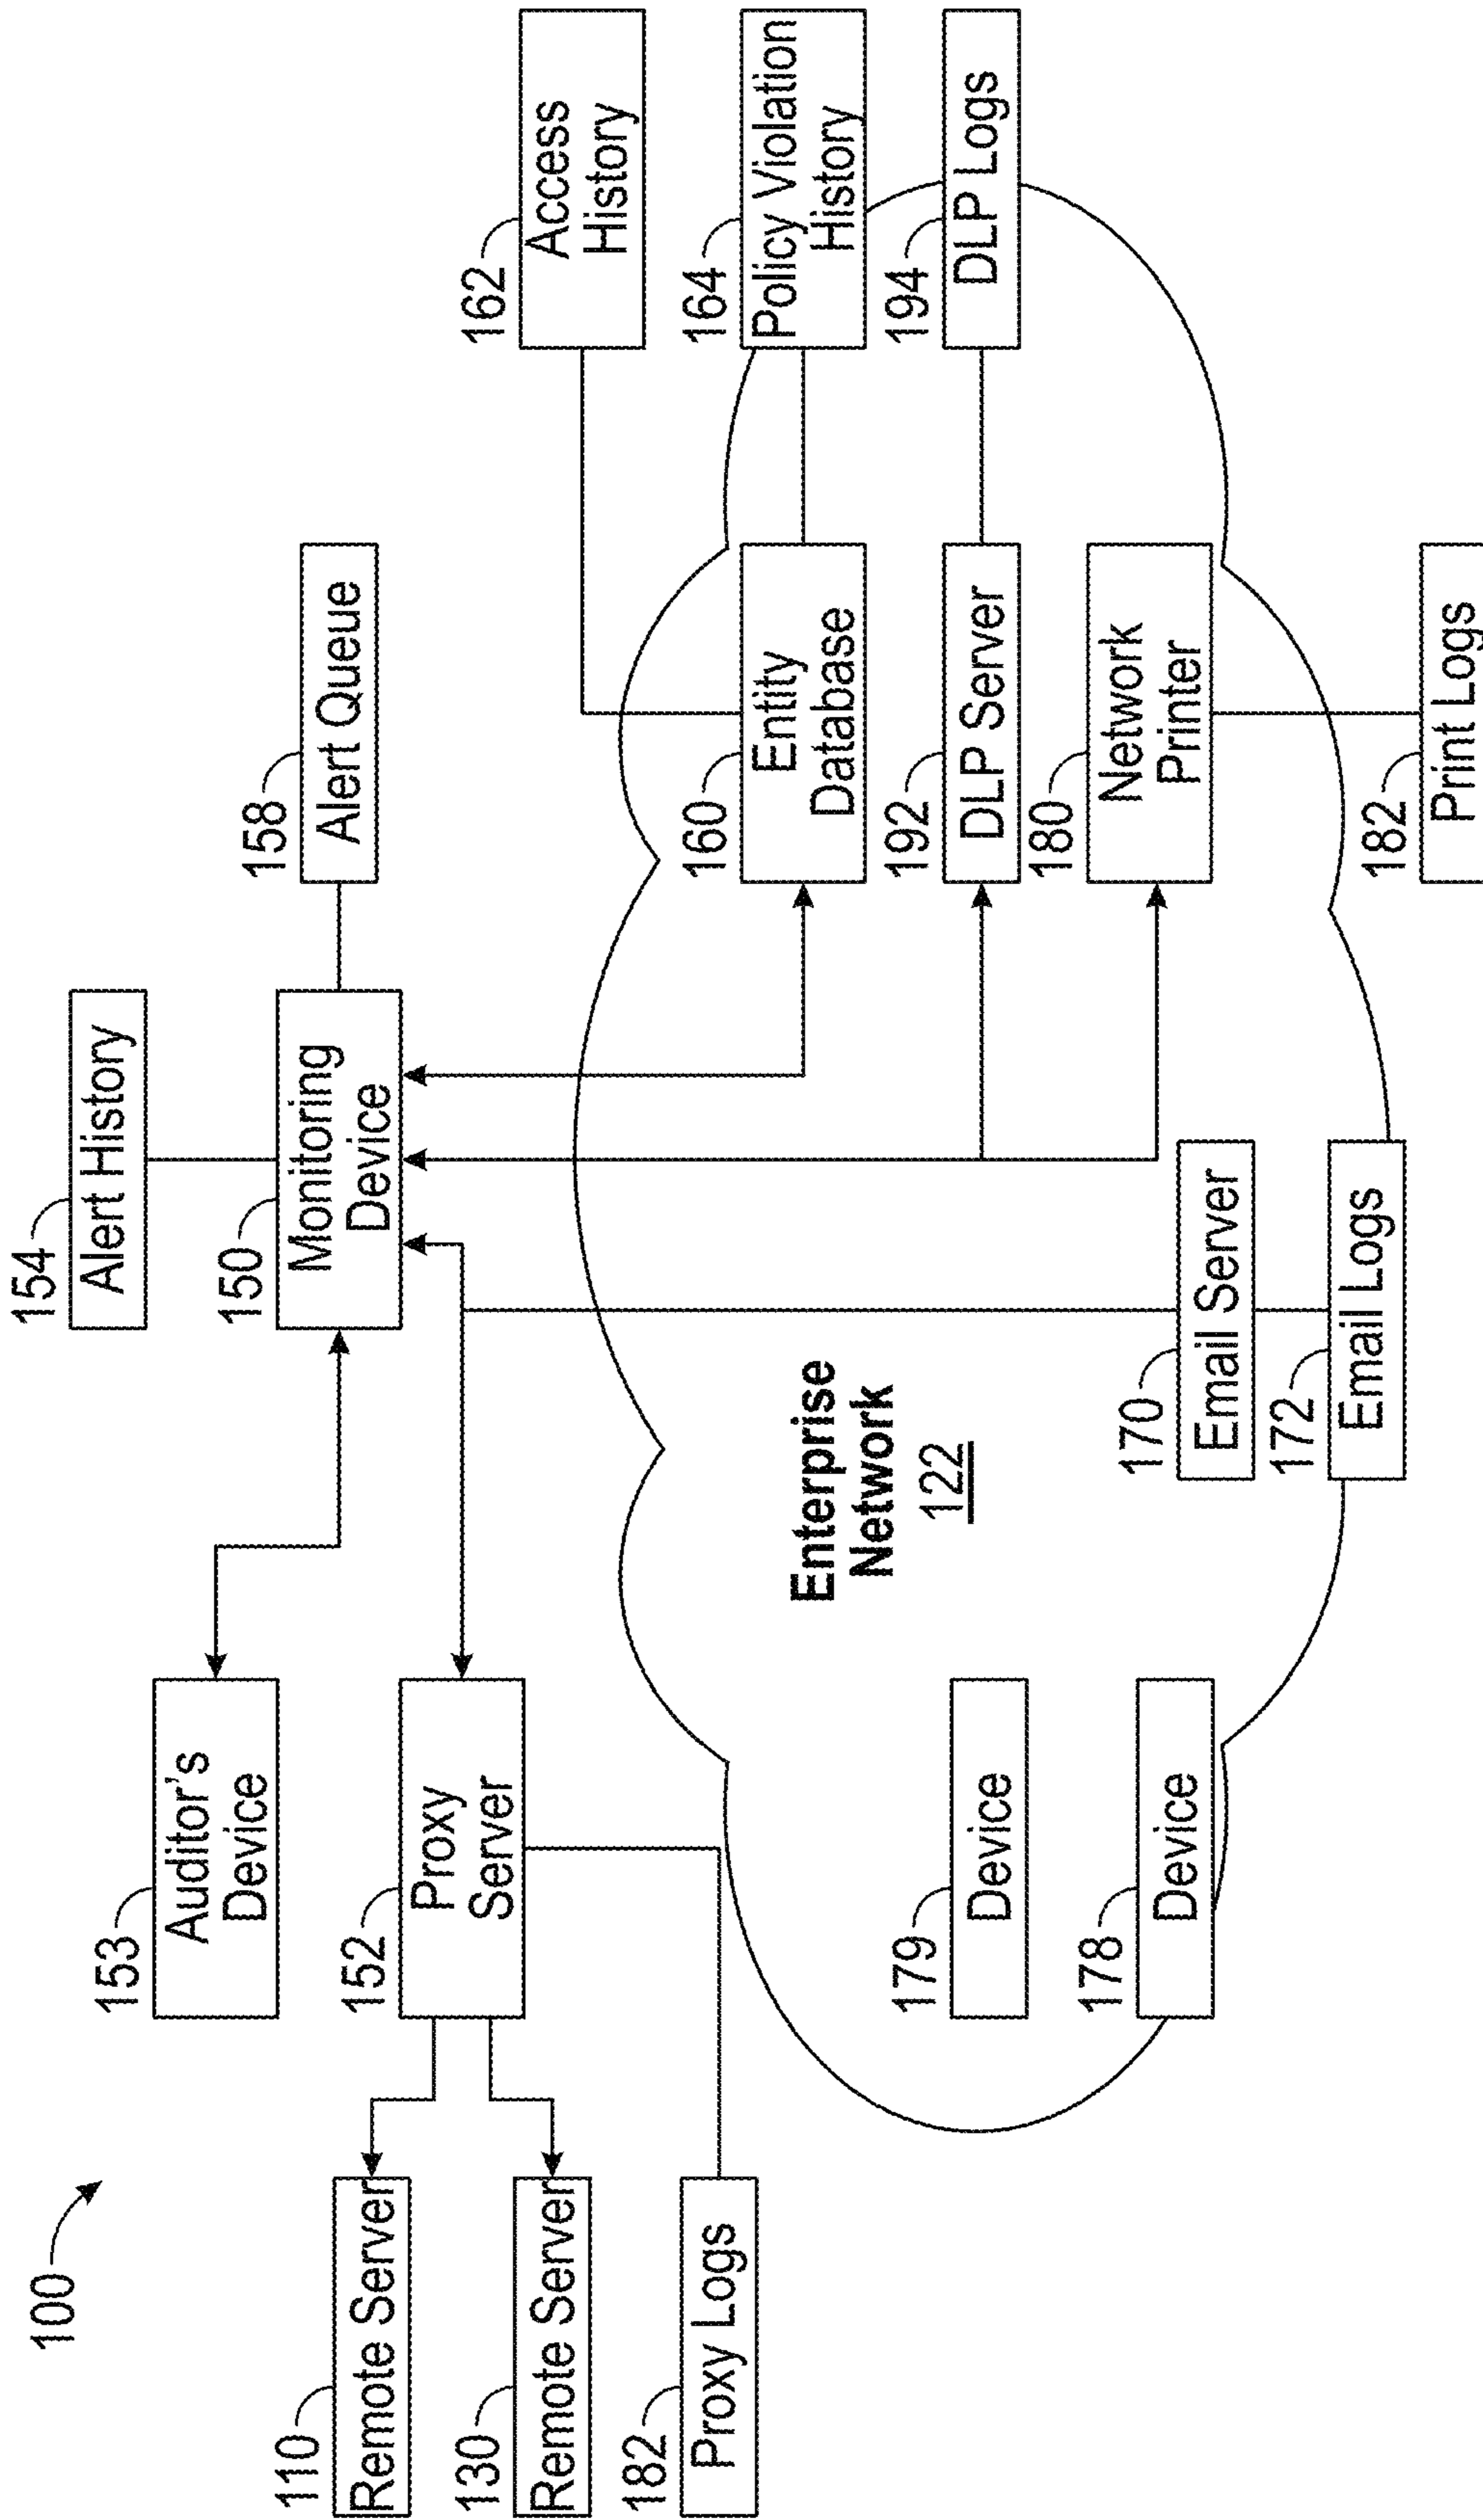 100
154
Alert History
153
Auditor's
Device
150
Monitoring
Device
158
Alert Queue
110
Remote Server
152
Proxy
Server
130
Remote Server
162
Access
History
182
Proxy Logs
Enterprise
Network
122
160
Entity
Database
164
Policy Violation
History
179
Device
192
DLP Server
194
DLP Logs
178
Device
170
Email Server
180
Network
Printer
172
Email Logs
182
Print Logs